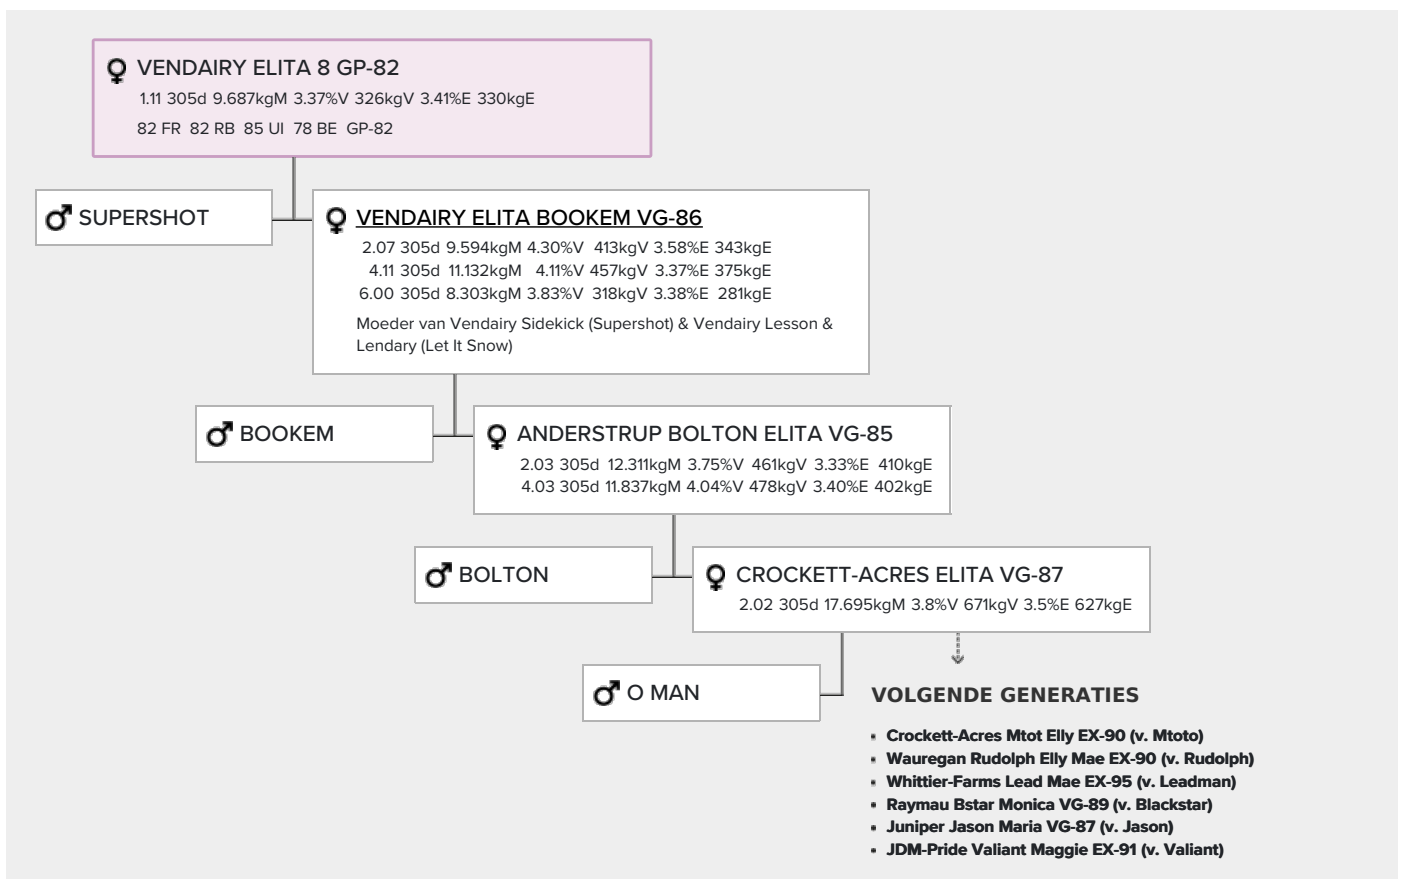 VENDAIRY ELITA 8 GP-82
1.11 305d 9.687kgM 3.37%V 326kgV 3.41%E 330kgE
82 FR 82 RB 85 UI 78 BE GP-82
SUPERSHOT
VENDAIRY ELITA BOOKEM VG-86
2.07 305d 9.594kgM 4.30%V 413kgV 3.58%E 343kgE
4.11 305d 11.132kgM 4.11%V 457kgV 3.37%E 375kgE
6.00 305d 8.303kgM 3.83%V 318kgV 3.38%E 281kgE
Moeder van Vendairy Sidekick (Supershot) & Vendairy Lesson &
Lendary (Let It Snow)
BOOKEM
ANDERSTRUP BOLTON ELITA VG-85
2.03 305d 12.311kgM 3.75%V 461kgV 3.33%E 410kgE
4.03 305d 11.837kgM 4.04%V 478kgV 3.40%E 402kgE
BOLTON
CROCKETT-ACRES ELITA VG-87
2.02 305d 17.695kgM 3.8%V 671kgV 3.5%E 627kgE
O MAN
VOLGENDE GENERATIES
• Crockett-Acres Mtot Elly EX-90 (v. Mtoto)
• Wauregan Rudolph Elly Mae EX-90 (v. Rudolph)
• Whittier-Farms Lead Mae EX-95 (v. Leadman)
• Raymau Bstar Monica VG-89 (v. Blackstar)
• Juniper Jason Maria VG-87 (v. Jason)
• JDM-Pride Valiant Maggie EX-91 (v. Valiant)